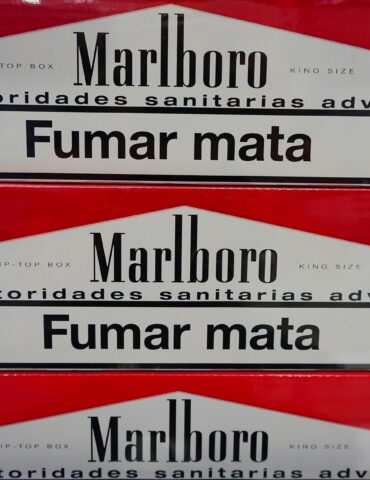 TOP BOX Marlboro KING SIZE
oridades sanitarias adv
Fumar mata
IP-TOP BOX Marlboro KING SIZE
toridades sanitarias adv
Fumar mata
IP-TOP BOX Marlboro KING SIZE
toridades sanitarias adv